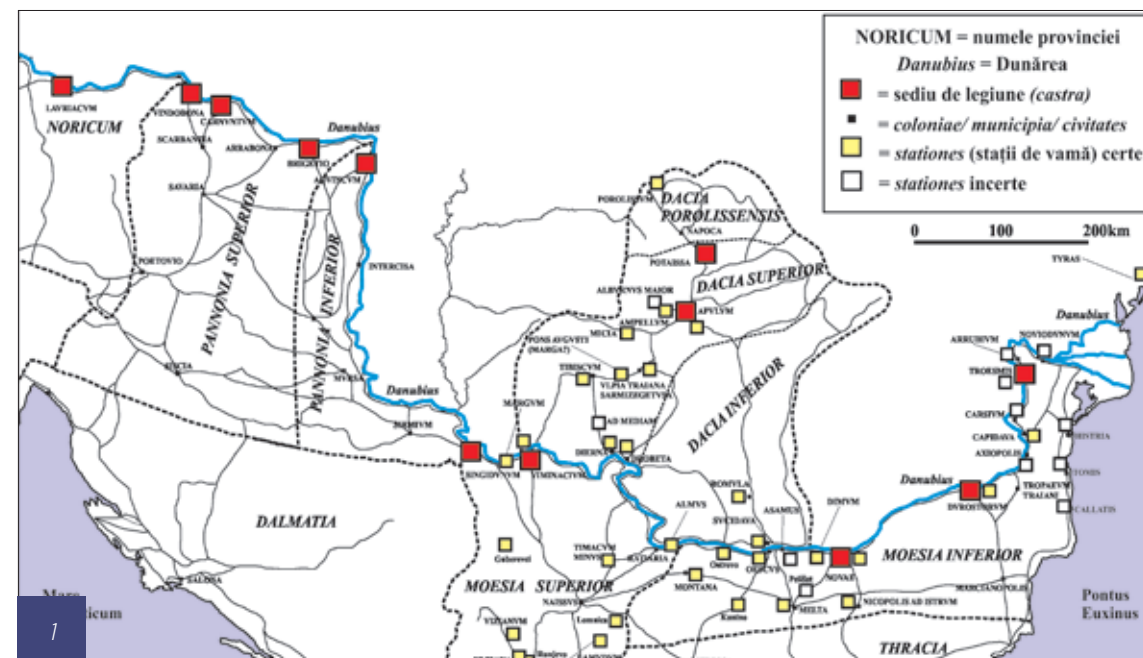 NORICUM = numele provinciei
Danubius = Dunărea
= sediu de legiune (castra)
= coloniae/ municipia/ civitates
= stationes (stații de vamă) certe
= stationes incerte
0 100 200km
TYRAS
LAVRIACVM
NORICUM
VINDOBONA
CARNVNTVM
SCARBANTIA
ARRABONA
BRIGETIO
Danubius
SAVARIA
PANNONIA SUPERIOR
PANNONIA INFERIOR
INTERCISA
POETOVIO
SISCIA
MVRSA
Danubius
SIRMIVM
POROLISSVM
DACIA
POROLISSENSIS
NAPOCA
POTAISSA
DACIA SUPERIOR
ALBVRNVS MAIOR
AMPELLVM
APVLVM
MICIA
PONS AVGVSTI
(MARGA?)
TIBISCVM
VLPIA TRAIANA
SARMIZEGETVSA
AD MEDIAM
DACIA INFERIOR
MARGVM
SINGIDVNVM
VIMINACIVM
DIERNA
DROBETA
ROMVLA
SVCIDAVA
ASAMUS
DIMVM
ALMVS
Danubius
NOVIODVNVM
ARRUBIVM
TROESMIS
CARSIVM
CAPIDAVA
AXIOPOLIS
HISTRIA
TOMIS
TROPAEVM
TRAIANI
CALLATIS
Danubius
DVROSTORVM
DALMATIA
SALONA
TIMACVM
MINVS
RATIARIA
MOESIA SUPERIOR
NAISSVS
MONTANA
OESCVS
NOVAE
MOESIA INFERIOR
MARCIANOPOLIS
MELTA
NICOPOLIS AD ISTRVM
THRACIA
Pontus
Euxinus
Mare
1